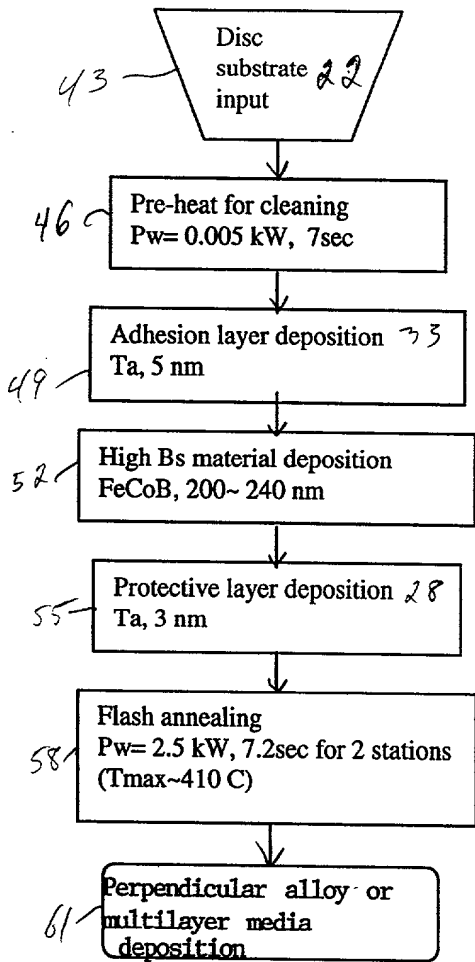 Disc
substrate 22
input
43
46
Pre-heat for cleaning
Pw= 0.005 kW, 7sec
Adhesion layer deposition 33
Ta, 5 nm
49
High Bs material deposition
FeCoB, 200~ 240 nm
52
Protective layer deposition 28
Ta, 3 nm
55
Flash annealing
Pw= 2.5 kW, 7.2sec for 2 stations
(Tmax~410 C)
58
Perpendicular alloy or
multilayer media
deposition
61